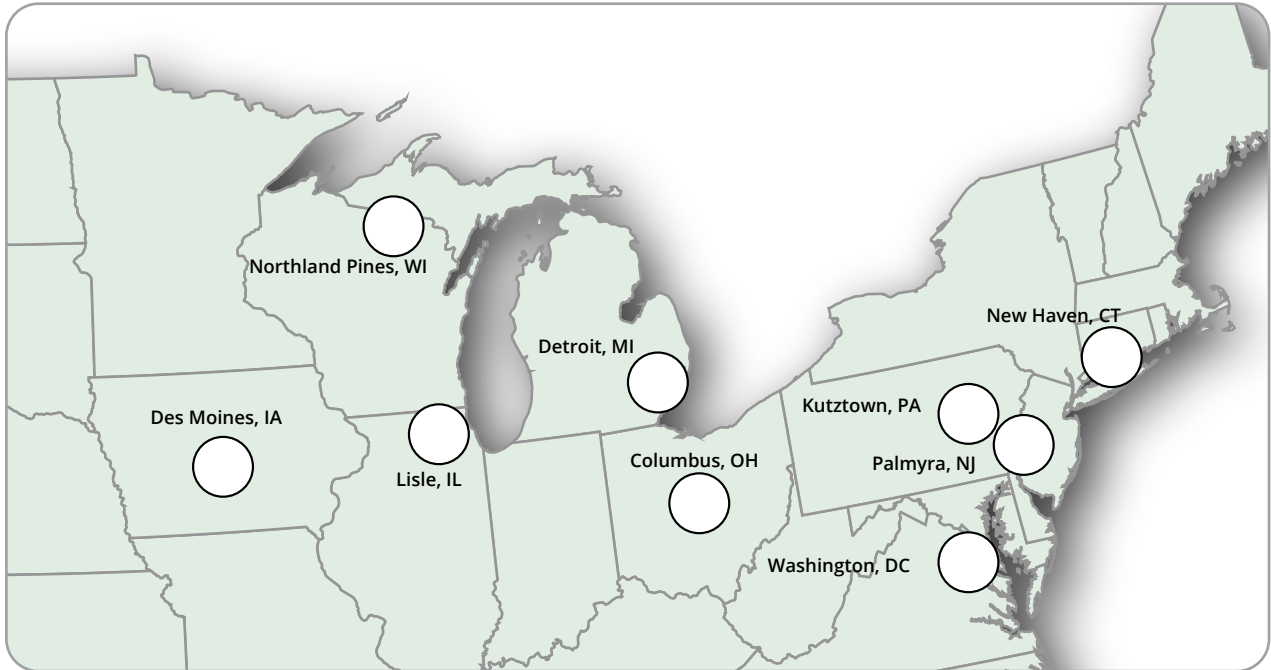 Northland Pines, WI
New Haven, CT
Detroit, MI
Kutztown, PA
Des Moines, IA
Columbus, OH
Palmyra, NJ
Lisle, IL
Washington, DC